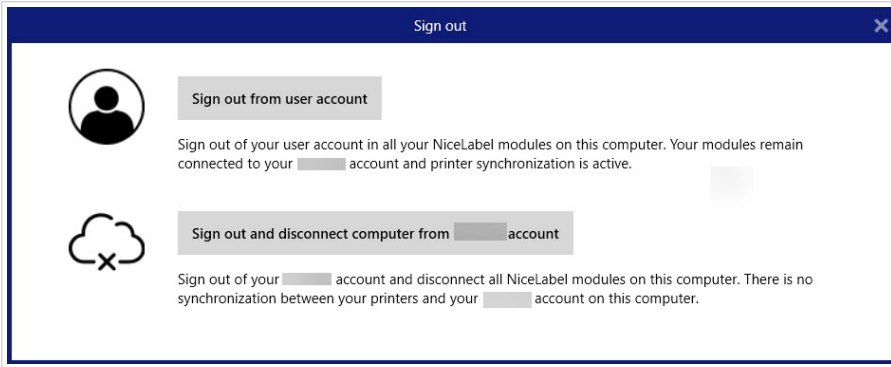 Sign out
Sign out from user account
Sign out of your user account in all your NiceLabel modules on this computer. Your modules remain
connected to your account and printer synchronization is active.
Sign out and disconnect computer from account
Sign out of your account and disconnect all NiceLabel modules on this computer. There is no
synchronization between your printers and your account on this computer.